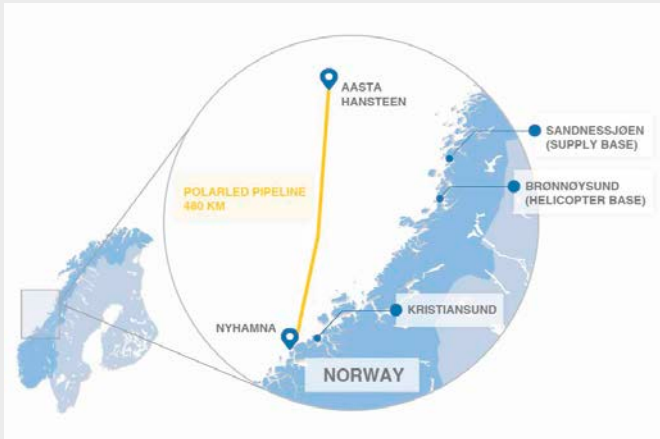 AASTA
HANSTEEN
SANDNESSJØEN
(SUPPLY BASE)
POLARLED PIPELINE
480 KM
BRØNNØYSUND
(HELICOPTER BASE)
KRISTIANSUND
NYHAMNA
NORWAY